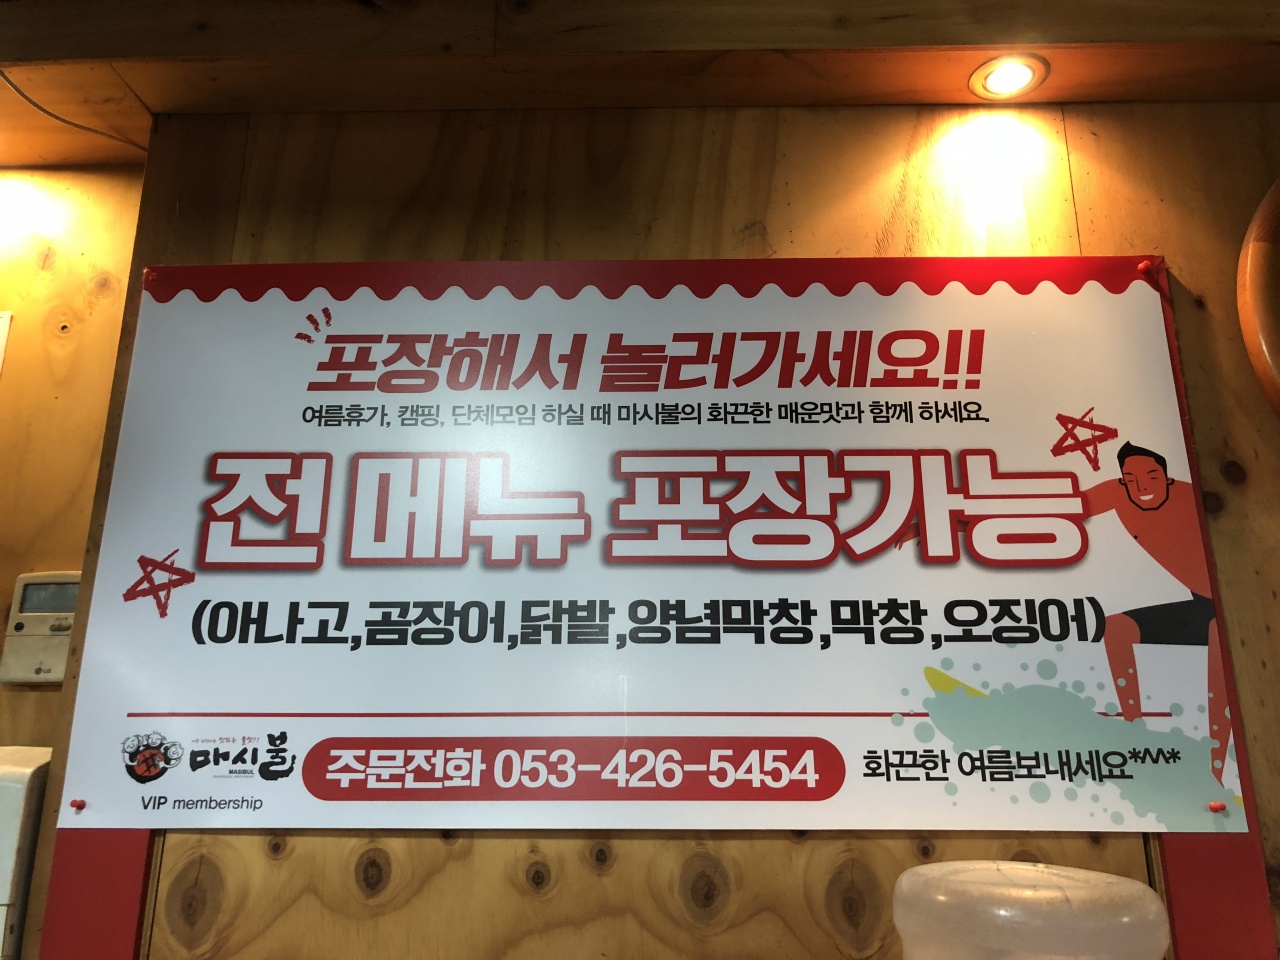 포장해서 놀러가세요!!
여름휴가, 캠핑, 단체모임 하실 때 마시불의 화끈한 매운맛과 함께 하세요.
전 메뉴 포장가능
(아나고,곰장어,닭발,양념막창,막창,오징어)
마시불
MASIBUL
VIP membership
주문전화 053-426-5454
화끈한 여름보내세요*^^*
LG